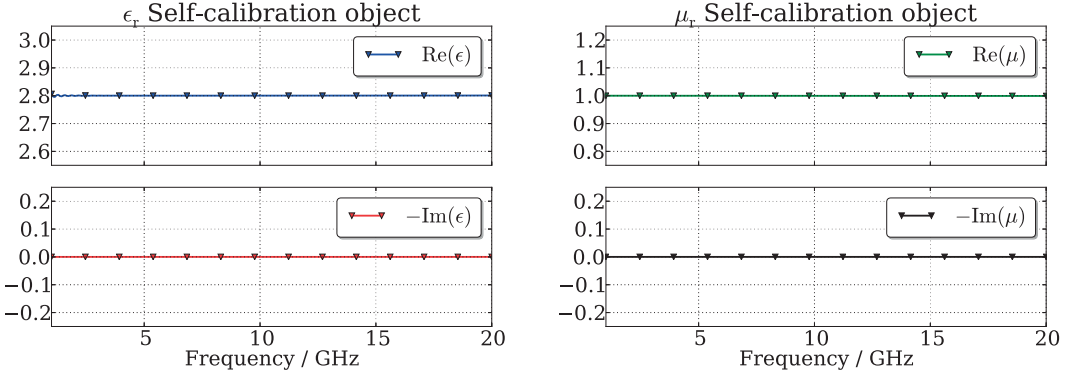 ϵr Self-calibration object
3.0
2.9
2.8
2.7
2.6
Re(ϵ)
0.2
0.1
0.0
−0.1
−0.2
−Im(ϵ)
5 10 15 20
Frequency / GHz
μr Self-calibration object
1.2
1.1
1.0
0.9
0.8
Re(μ)
0.2
0.1
0.0
−0.1
−0.2
−Im(μ)
5 10 15 20
Frequency / GHz